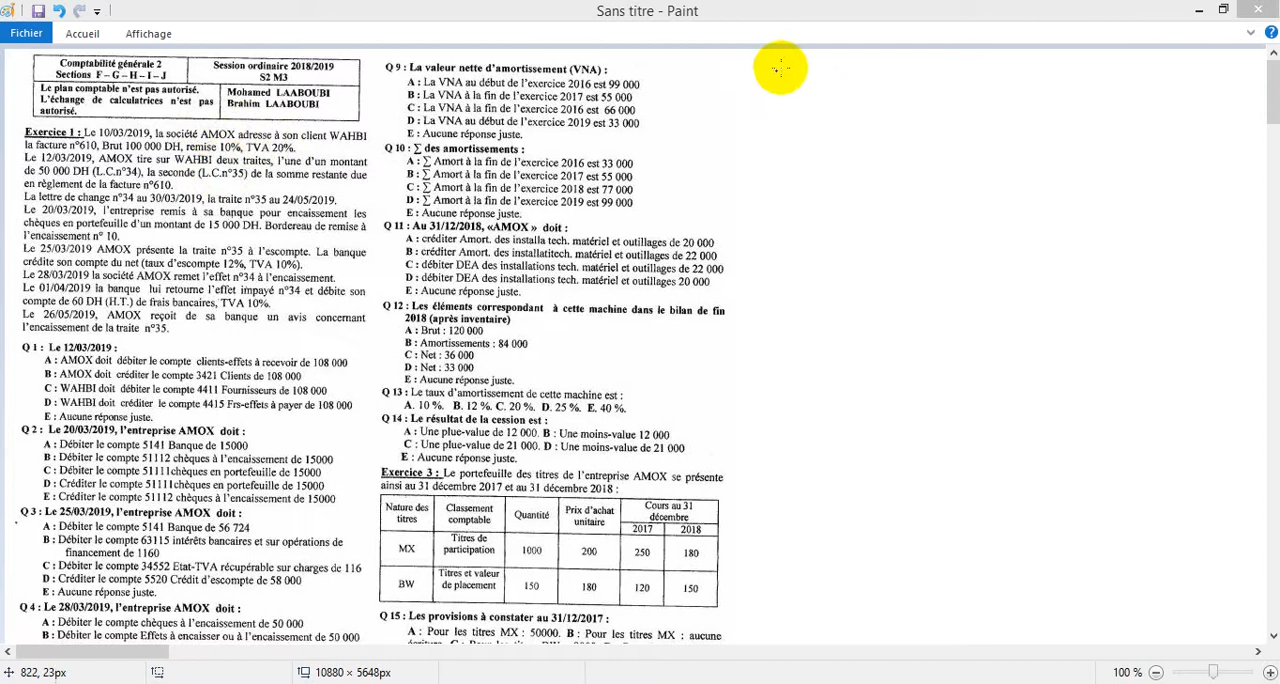 Sans titre - Paint
Fichier
Accueil
Affichage
Comptabilité générale 2
Sections F – G – H – I – J
Session ordinaire 2018/2019
S2 M3
Le plan comptable n'est pas autorisé.
L'échange de calculatrices n'est pas
autorisé.
Mohamed LAABOUBI
Brahim LAABOUBI
Exercice 1 : Le 10/03/2019, la société AMOX adresse à son client WAHBI
la facture n°610, Brut 100 000 DH, remise 10%, TVA 20%.
Le 12/03/2019, AMOX tire sur WAHBI deux traites, l'une d'un montant
de 50 000 DH (L.C.n°34), la seconde (L.C.n°35) de la somme restante due
en règlement de la facture n°610.
La lettre de change n°34 au 30/03/2019, la traite n°35 au 24/05/2019.
Le 20/03/2019, l'entreprise remis à sa banque pour encaissement les
chèques en portefeuille d'un montant de 15 000 DH. Bordereau de remise à
l'encaissement n° 10.
Le 25/03/2019 AMOX présente la traite n°35 à l'escompte. La banque
crédite son compte du net (taux d'escompte 12%, TVA 10%).
Le 28/03/2019 la société AMOX remet l'effet n°34 à l'encaissement.
Le 01/04/2019 la banque lui retourne l'effet impayé n°34 et débite son
compte de 60 DH (H.T.) de frais bancaires, TVA 10%.
Le 26/05/2019, AMOX reçoit de sa banque un avis concernant
l'encaissement de la traite n°35.
Q 1 : Le 12/03/2019 :
A : AMOX doit débiter le compte clients-effets à recevoir de 108 000
B : AMOX doit créditer le compte 3421 Clients de 108 000
C : WAHBI doit débiter le compte 4411 Fournisseurs de 108 000
D : WAHBI doit créditer le compte 4415 Frs-effets à payer de 108 000
E : Aucune réponse juste.
Q 2 : Le 20/03/2019, l'entreprise AMOX doit :
A : Débiter le compte 5141 Banque de 15000
B : Débiter le compte 51112 chèques à l'encaissement de 15000
C : Débiter le compte 51111chèques en portefeuille de 15000
D : Créditer le compte 51111chèques en portefeuille de 15000
E : Créditer le compte 51112 chèques à l'encaissement de 15000
Q 3 : Le 25/03/2019, l'entreprise AMOX doit :
A : Débiter le compte 5141 Banque de 56 724
B : Débiter le compte 63115 intérêts bancaires et sur opérations de
financement de 1160
C : Débiter le compte 34552 Etat-TVA récupérable sur charges de 116
D : Créditer le compte 5520 Crédit d'escompte de 58 000
E : Aucune réponse juste.
Q 4 : Le 28/03/2019, l'entreprise AMOX doit :
A : Débiter le compte chèques à l'encaissement de 50 000
B : Débiter le compte Effets à encaisser ou à l'encaissement de 50 000
Q 9 : La valeur nette d'amortissement (VNA) :
A : La VNA au début de l'exercice 2016 est 99 000
B : La VNA à la fin de l'exercice 2017 est 55 000
C : La VNA à la fin de l'exercice 2016 est 66 000
D : La VNA au début de l'exercice 2019 est 33 000
E : Aucune réponse juste.
Q 10 : ∑ des amortissements :
A : ∑ Amort à la fin de l'exercice 2016 est 33 000
B : ∑ Amort à la fin de l'exercice 2017 est 55 000
C : ∑ Amort à la fin de l'exercice 2018 est 77 000
D : ∑ Amort à la fin de l'exercice 2019 est 99 000
E : Aucune réponse juste.
Q 11 : Au 31/12/2018, «AMOX » doit :
A : créditer Amort. des installa tech. matériel et outillages de 20 000
B : créditer Amort. des installatitech. matériel et outillages de 22 000
C : débiter DEA des installations tech. matériel et outillages de 22 000
D : débiter DEA des installations tech. matériel et outillages 20 000
E : Aucune réponse juste.
Q 12 : Les éléments correspondant à cette machine dans le bilan de fin
2018 (après inventaire)
A : Brut : 120 000
B : Amortissements : 84 000
C : Net : 36 000
D : Net : 33 000
E : Aucune réponse juste.
Q 13 : Le taux d'amortissement de cette machine est :
A. 10 %. B. 12 %. C. 20 %. D. 25 %. E. 40 %.
Q 14 : Le résultat de la cession est :
A : Une plue-value de 12 000. B : Une moins-value 12 000
C : Une plue-value de 21 000. D : Une moins-value de 21 000
E : Aucune réponse juste.
Exercice 3 : Le portefeuille des titres de l'entreprise AMOX se présente
ainsi au 31 décembre 2017 et au 31 décembre 2018 :
Nature des titres
Classement comptable
Quantité
Prix d'achat unitaire
Cours au 31 décembre
2017 2018
MX Titres de participation 1000 200 250 180
BW Titres et valeur de placement 150 180 120 150
Q 15 : Les provisions à constater au 31/12/2017 :
A : Pour les titres MX : 50000. B : Pour les titres MX : aucune
822, 23px
10880 × 5648px
100 %